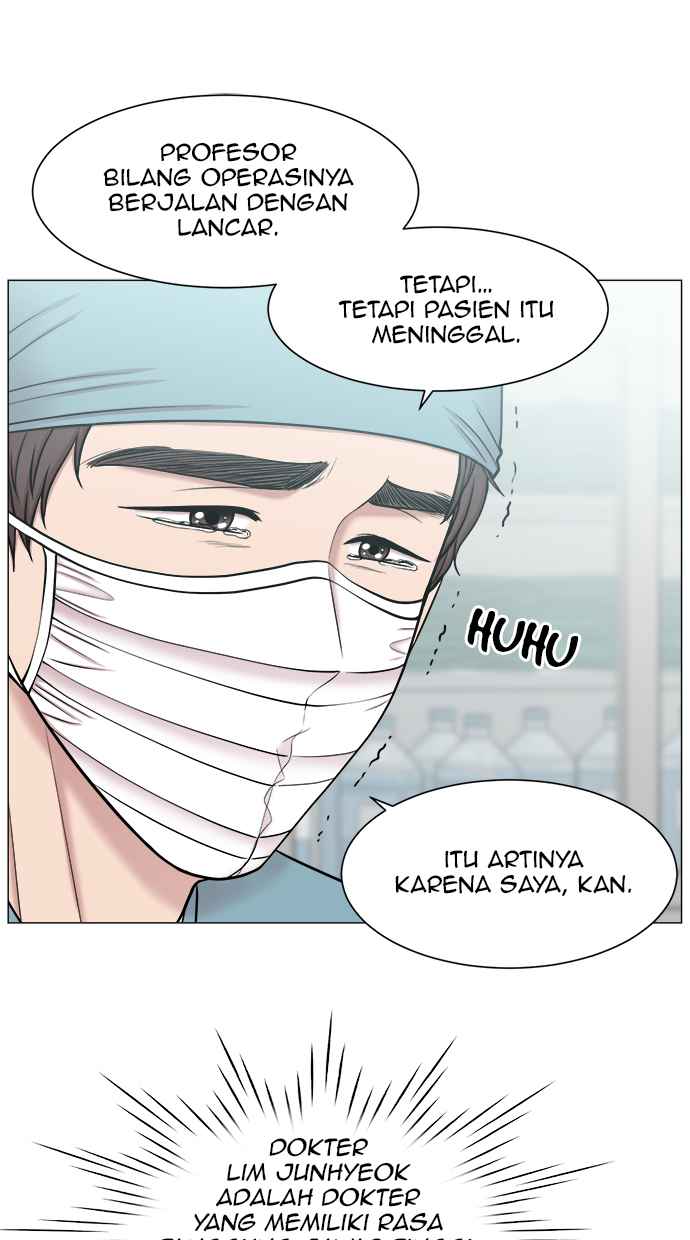 PROFESOR
BILANG OPERASINYA
BERJALAN DENGAN
LANCAR.
TETAPI...
TETAPI PASIEN ITU
MENINGGAL.
HUHU
ITU ARTINYA
KARENA SAYA, KAN.
DOKTER
LIM JUNHYEOK
ADALAH DOKTER
YANG MEMILIKI RASA